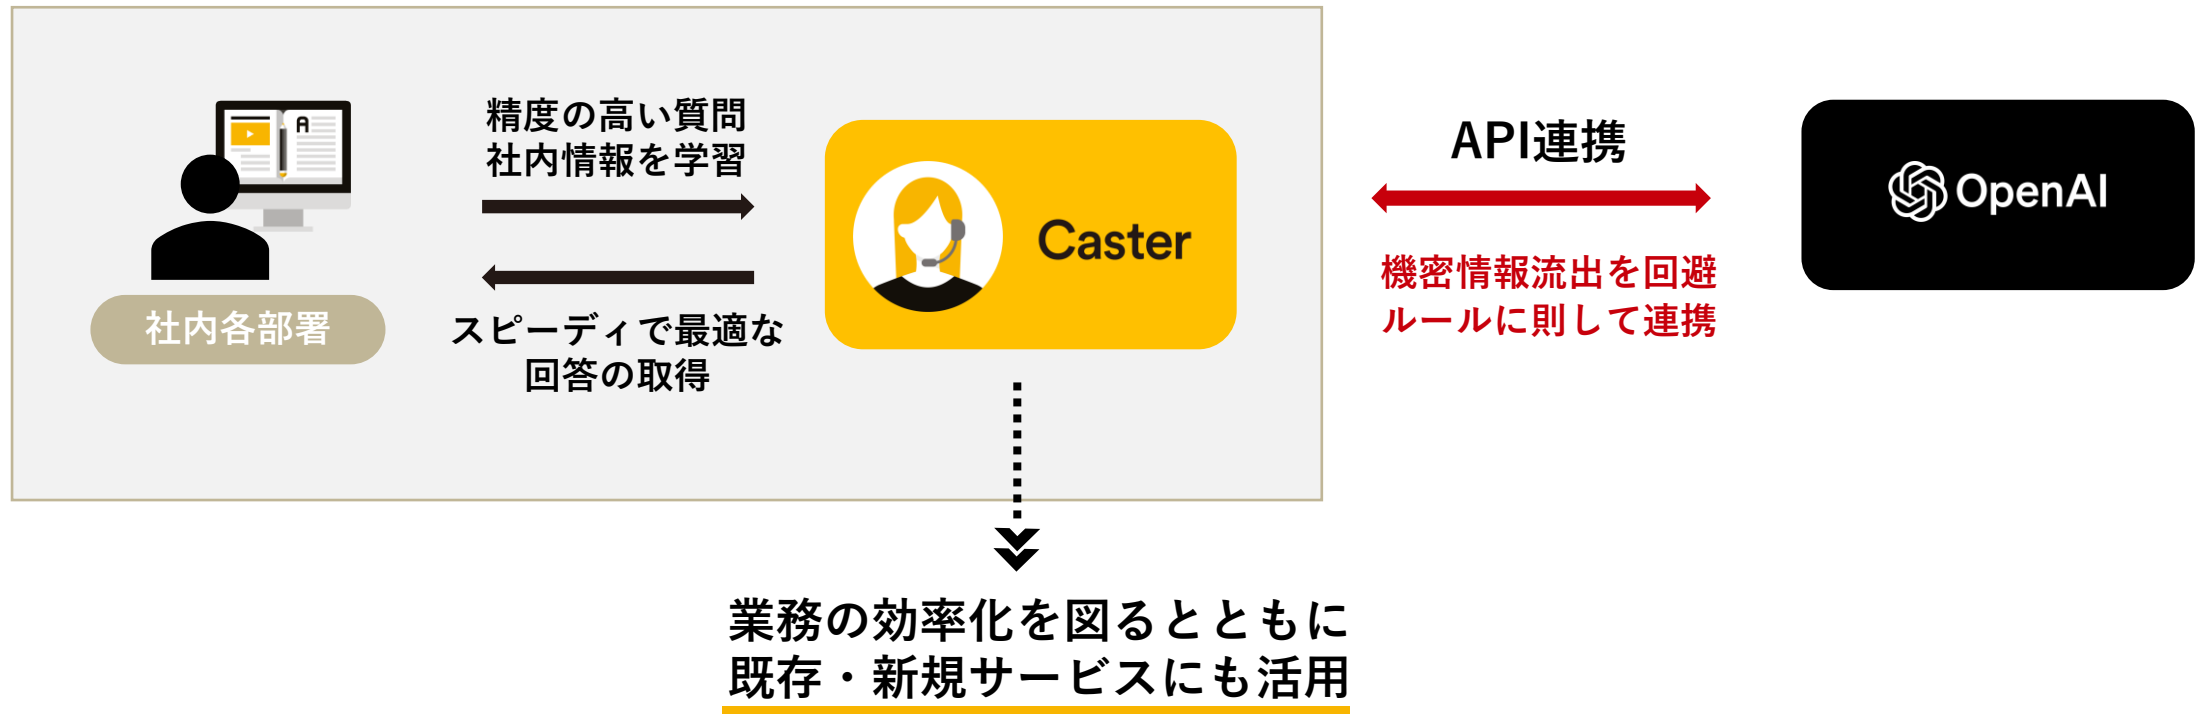 精度の高い質問
社内情報を学習
スピーディで最適な
回答の取得
社内各部署
A
Caster
API連携
機密情報流出を回避
ルールに則して連携
OpenAI
業務の効率化を図るとともに
既存・新規サービスにも活用